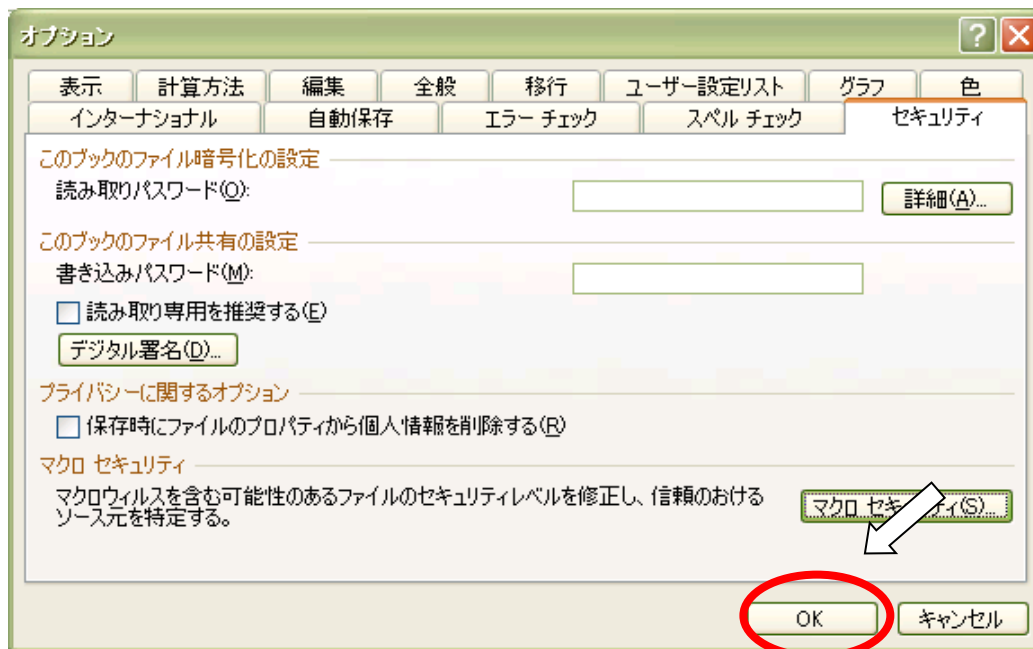 オプション
表示 計算方法 編集 全般 移行 ユーザー設定リスト グラフ 色
インターナショナル 自動保存 エラー チェック スペル チェック セキュリティ
このブックのファイル暗号化の設定
読み取りパスワード(O): 詳細(A)...
このブックのファイル共有の設定
書き込みパスワード(M):
読み取り専用を推奨する(E)
デジタル署名(D)...
プライバシーに関するオプション
保存時にファイルのプロパティから個人情報を削除する(R)
マクロ セキュリティ
マクロウィルスを含む可能性のあるファイルのセキュリティレベルを修正し、信頼のおける
ソース元を特定する。
マクロ セキ ティ(S)...
OK キャンセル